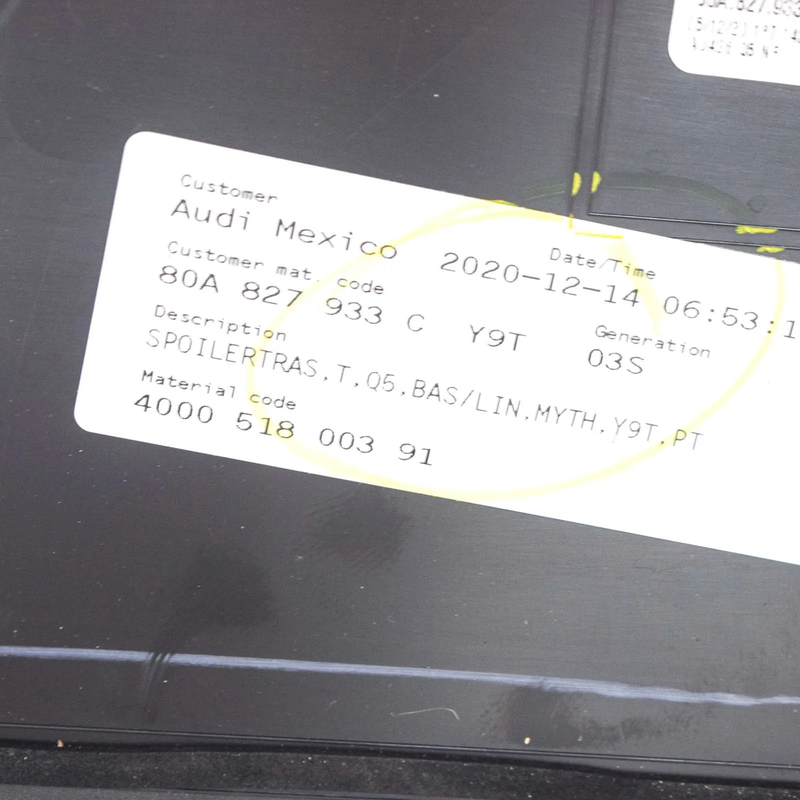 Customer
Audi Mexico
Date/Time
2020-12-14 06:53:1
Customer mat. code
80A 827 933 C Y9T
Generation
03S
Description
SPOILERTRAS,T,Q5,BAS/LIN,MYTH,Y9T,PT
Material code
4000 518 003 91